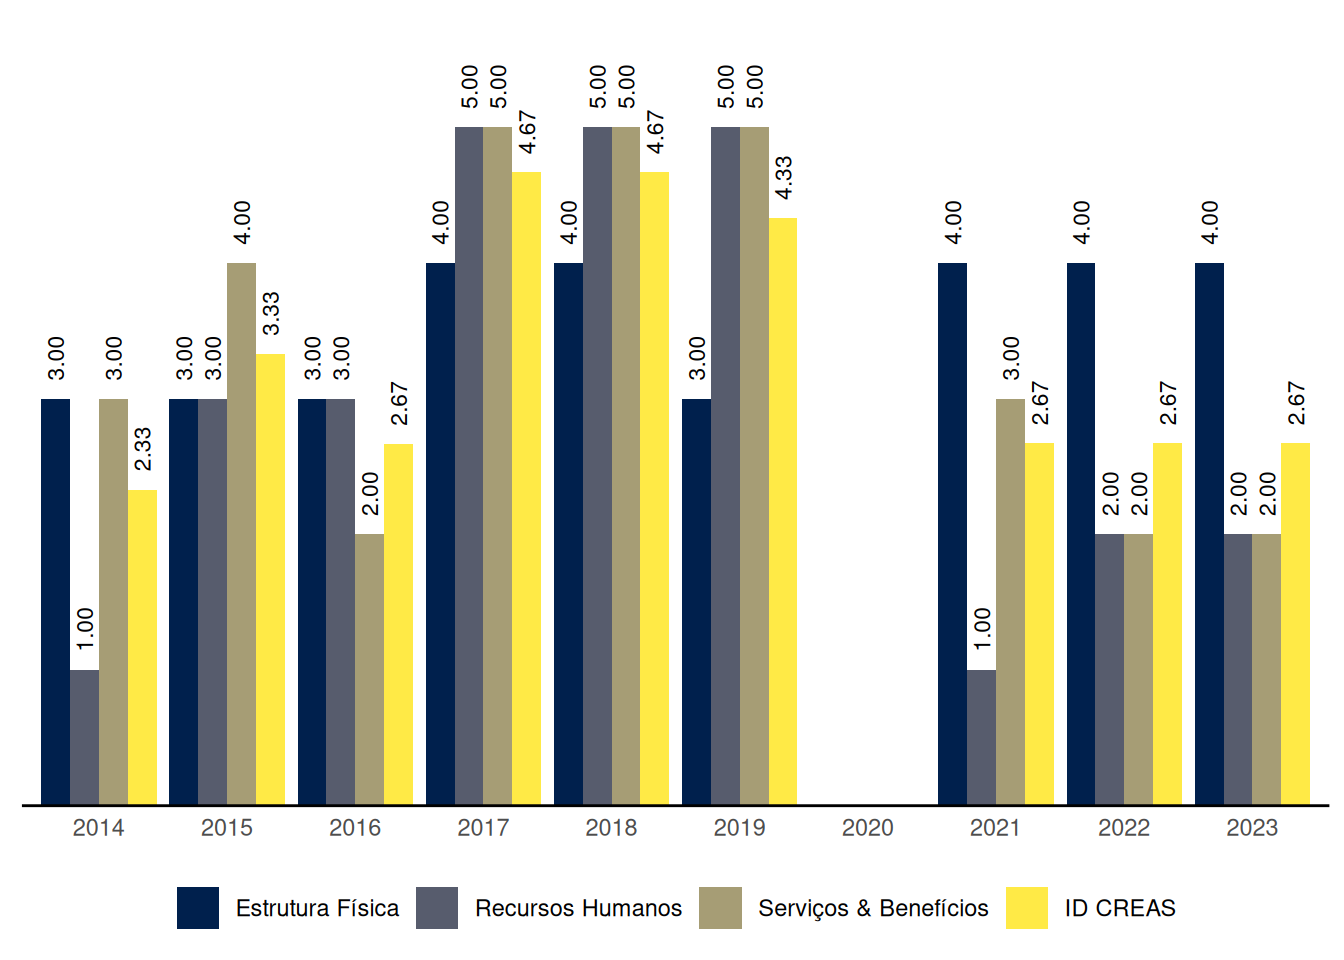 5.00 5.00 5.00 5.00 5.00 5.00
4.67 4.67
4.33
4.00 4.00 4.00 4.00 4.00 4.00
3.33
3.00 3.00 3.00 3.00 3.00 3.00 3.00 3.00
2.67 2.67 2.67 2.67
2.33
2.00 2.00 2.00 2.00 2.00
1.00 1.00
2014 2015 2016 2017 2018 2019 2020 2021 2022 2023
Estrutura Física Recursos Humanos Serviços & Benefícios ID CREAS